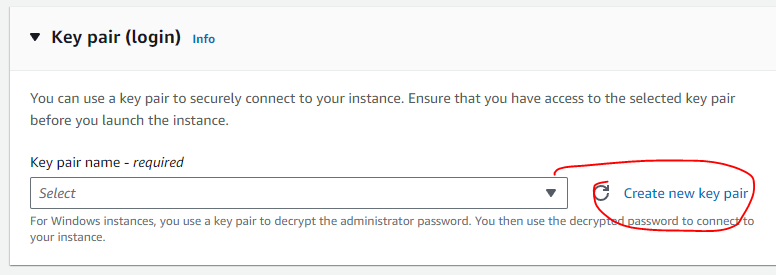 Key pair (login) Info
You can use a key pair to securely connect to your instance. Ensure that you have access to the selected key pair
before you launch the instance.
Key pair name - required
Select
Create new key pair
For Windows instances, you use a key pair to decrypt the administrator password. You then use the decrypted password to connect to
your instance.